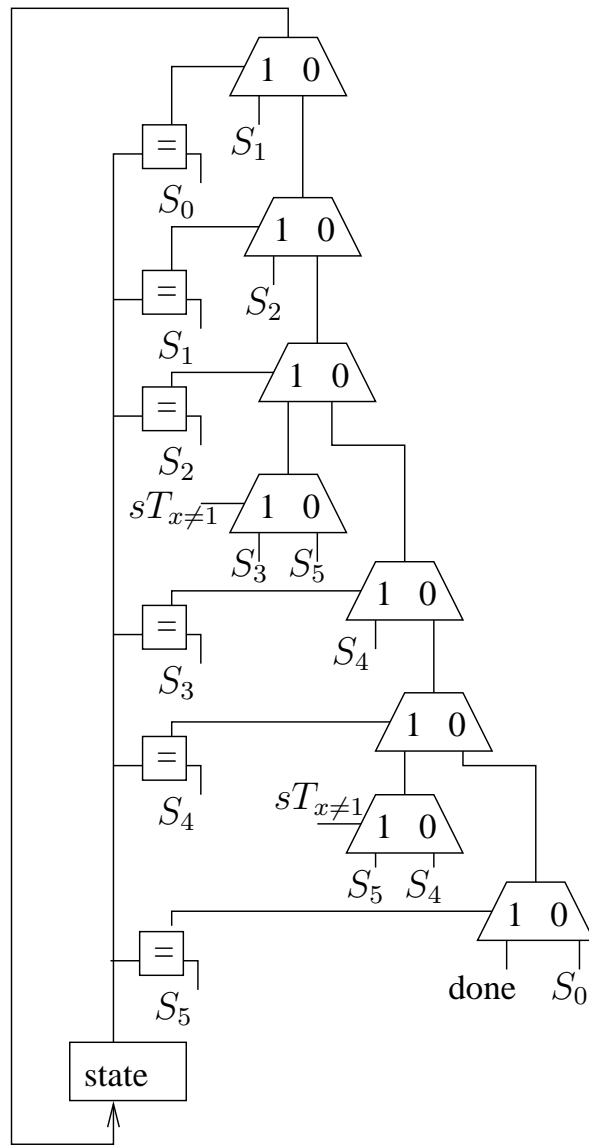 1 0
=
S_1
S_0
1 0
=
S_2
S_1
1 0
=
S_2
sT_{x≠1}
1 0
S_3 S_5
1 0
=
S_4
S_3
1 0
=
S_4
sT_{x≠1}
1 0
S_5 S_4
1 0
=
done S_0
S_5
state